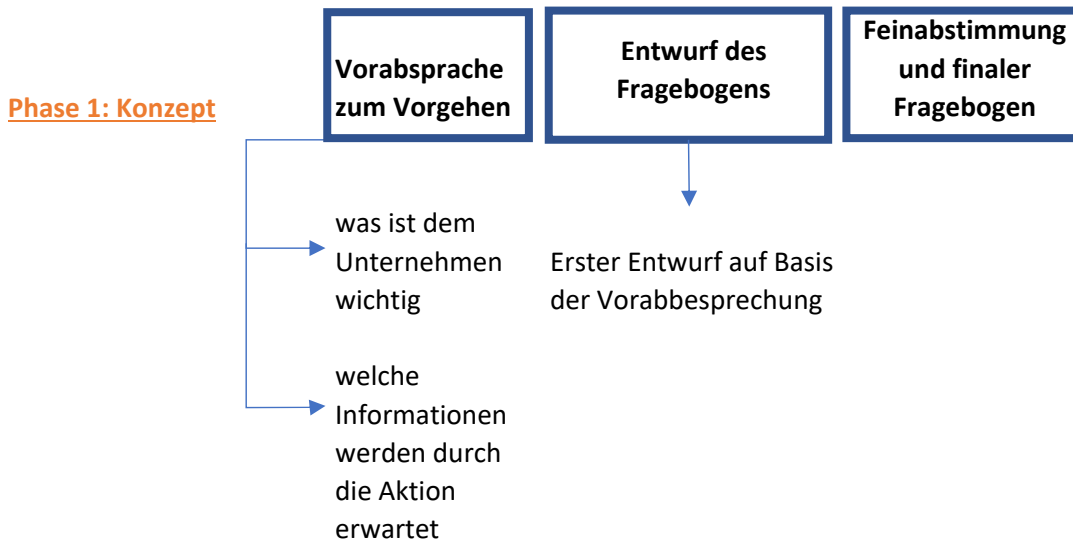 Phase 1: Konzept
Vorabsprache
zum Vorgehen
Entwurf des
Fragebogens
Feinabstimmung
und finaler
Fragebogen
was ist dem
Unternehmen
wichtig
Erster Entwurf auf Basis
der Vorabbesprechung
welche
Informationen
werden durch
die Aktion
erwartet